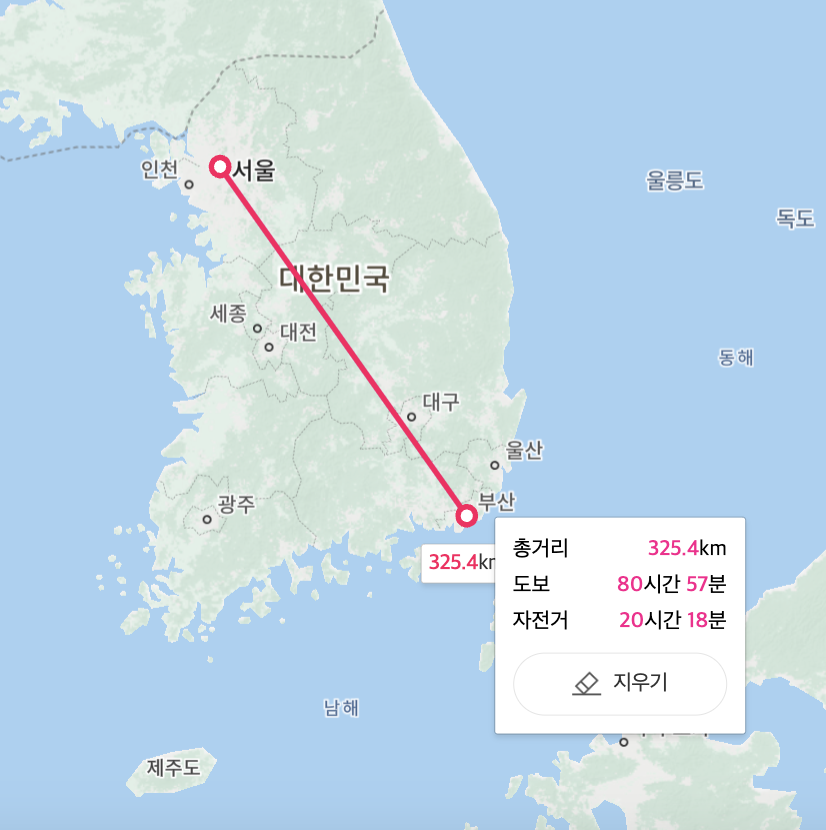 인천
서울
울릉도
독도
대한민국
세종
대전
동해
대구
울산
광주
부산
325.4km
총거리 325.4km
도보 80시간 57분
자전거 20시간 18분
지우기
남해
제주도